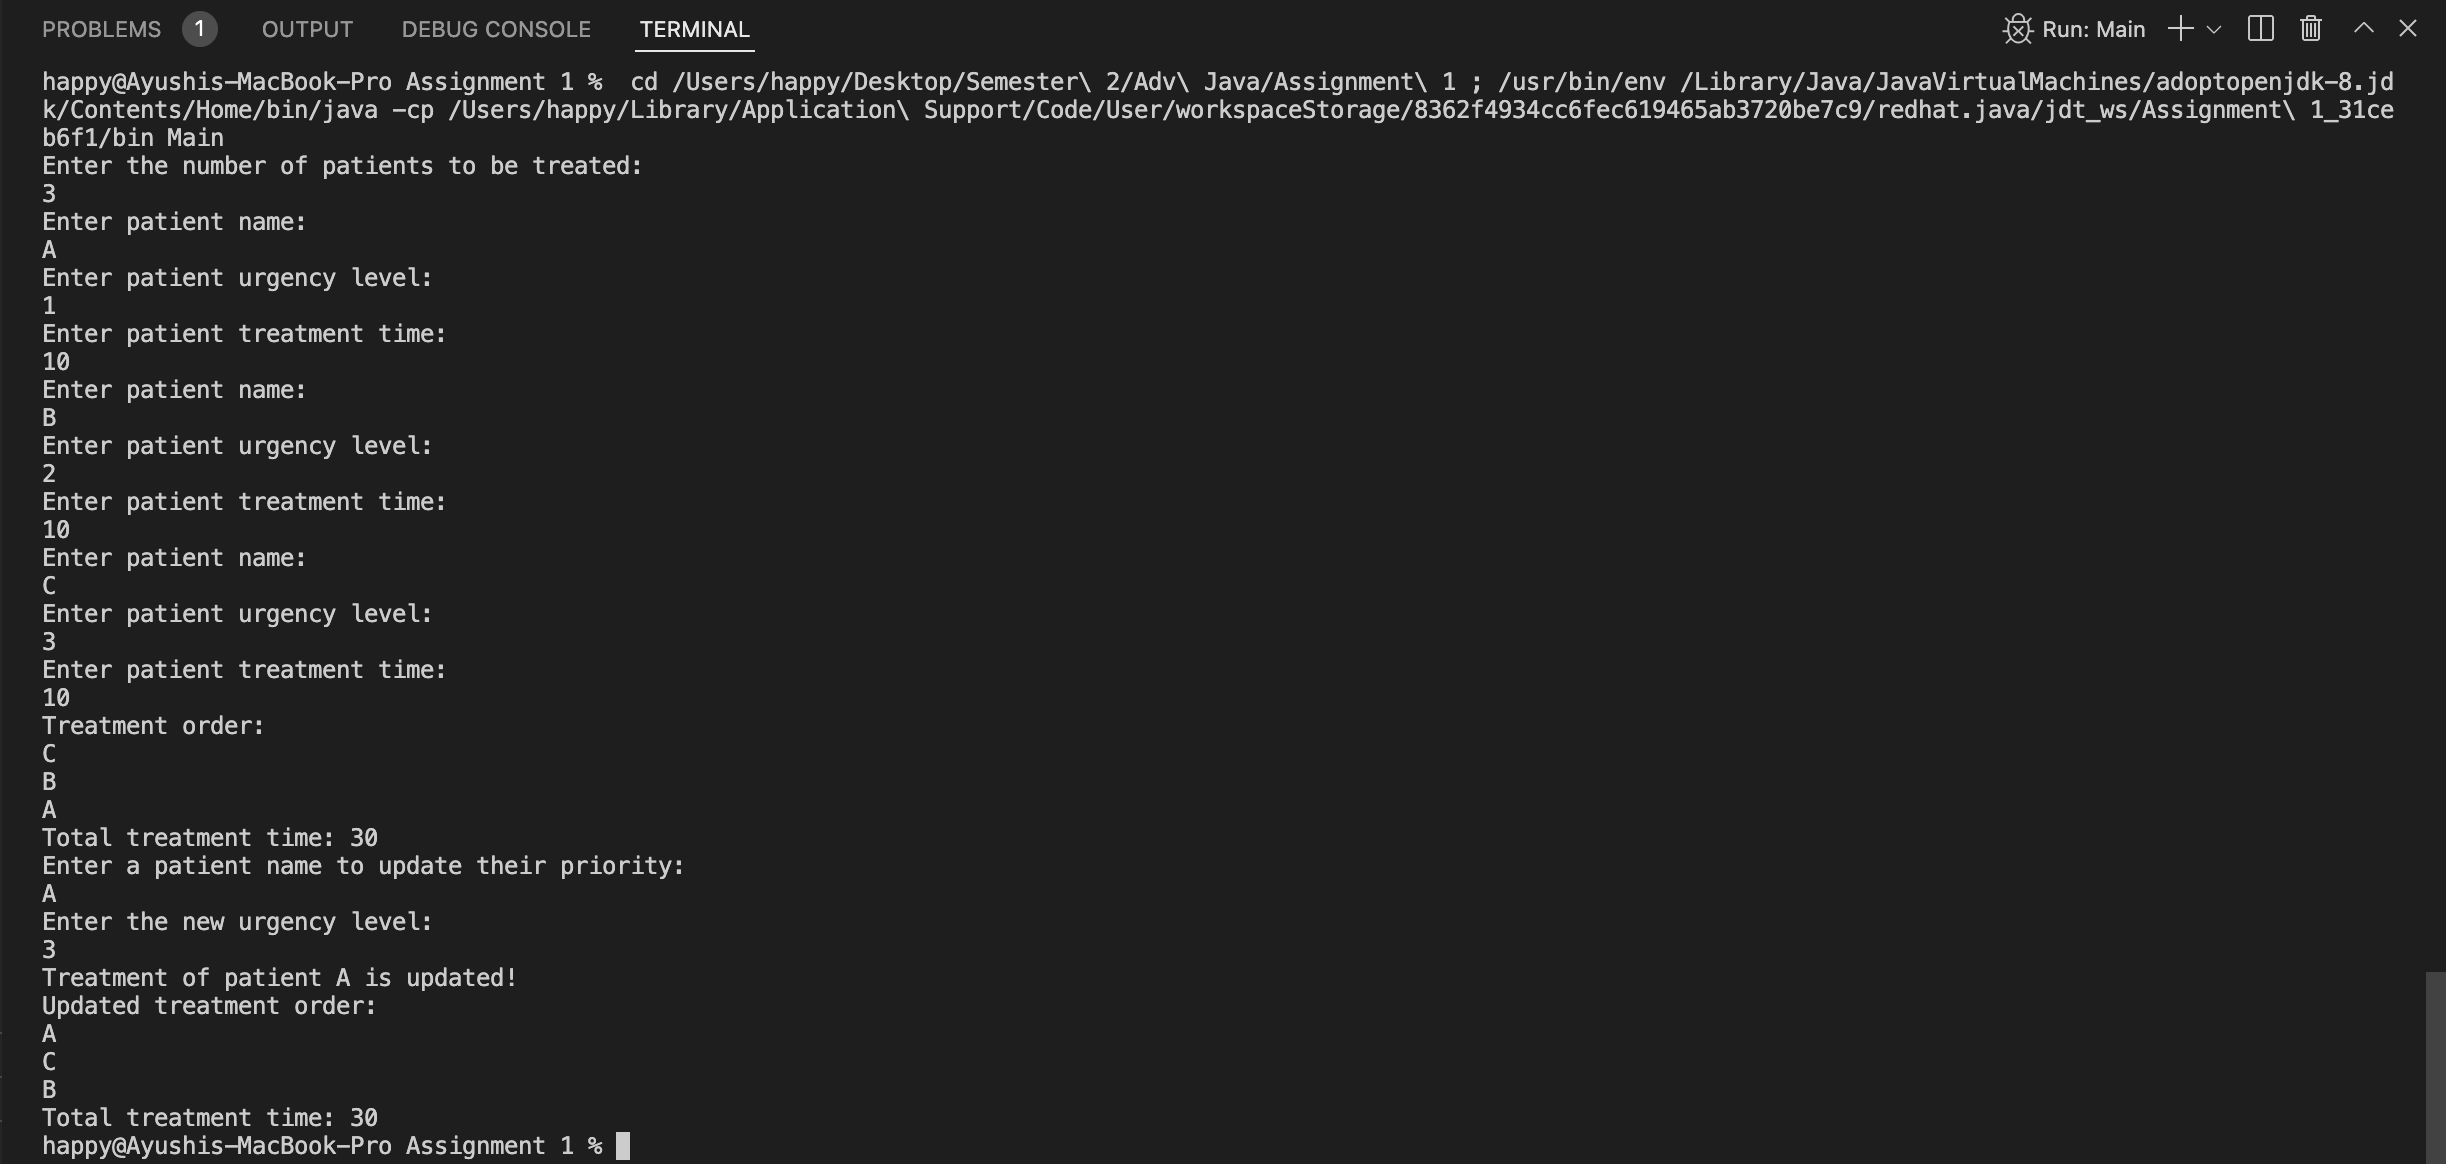 PROBLEMS 1 OUTPUT DEBUG CONSOLE TERMINAL Run: Main
happy@Ayushis-MacBook-Pro Assignment 1 %  cd /Users/happy/Desktop/Semester\ 2/Adv\ Java/Assignment\ 1 ; /usr/bin/env /Library/Java/JavaVirtualMachines/adoptopenjdk-8.jd
k/Contents/Home/bin/java -cp /Users/happy/Library/Application\ Support/Code/User/workspaceStorage/8362f4934cc6fec619465ab3720be7c9/redhat.java/jdt_ws/Assignment\ 1_31ce
b6f1/bin Main
Enter the number of patients to be treated:
3
Enter patient name:
A
Enter patient urgency level:
1
Enter patient treatment time:
10
Enter patient name:
B
Enter patient urgency level:
2
Enter patient treatment time:
10
Enter patient name:
C
Enter patient urgency level:
3
Enter patient treatment time:
10
Treatment order:
C
B
A
Total treatment time: 30
Enter a patient name to update their priority:
A
Enter the new urgency level:
3
Treatment of patient A is updated!
Updated treatment order:
A
C
B
Total treatment time: 30
happy@Ayushis-MacBook-Pro Assignment 1 %